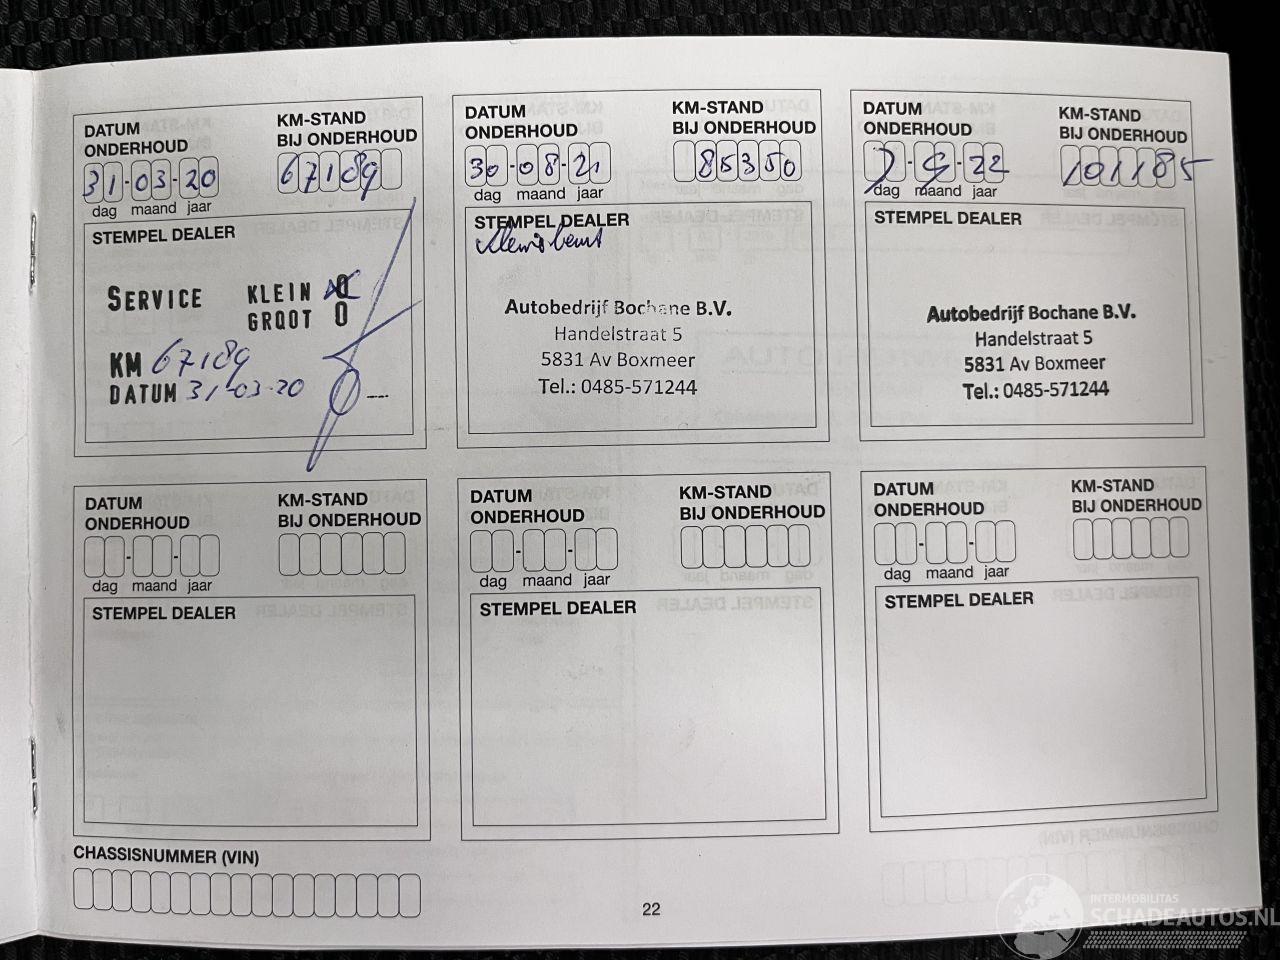 DATUM
ONDERHOUD
KM-STAND
BIJ ONDERHOUD
31-03-20
67189
dag maand jaar
STEMPEL DEALER
SERVICE KLEIN 0
GROOT 0
KM 67189
DATUM 31-03-20
DATUM
ONDERHOUD
KM-STAND
BIJ ONDERHOUD
30-08-21
85350
dag maand jaar
STEMPEL DEALER
Autobedrijf Bochane B.V.
Handelstraat 5
5831 Av Boxmeer
Tel.: 0485-571244
DATUM
ONDERHOUD
KM-STAND
BIJ ONDERHOUD
22
101185
dag maand jaar
STEMPEL DEALER
Autobedrijf Bochane B.V.
Handelstraat 5
5831 Av Boxmeer
Tel.: 0485-571244
DATUM
ONDERHOUD
KM-STAND
BIJ ONDERHOUD
dag maand jaar
STEMPEL DEALER
DATUM
ONDERHOUD
KM-STAND
BIJ ONDERHOUD
dag maand jaar
STEMPEL DEALER
DATUM
ONDERHOUD
KM-STAND
BIJ ONDERHOUD
dag maand jaar
STEMPEL DEALER
CHASSISNUMMER (VIN)
22
INTERMOBILITAS
SCHADEAUTOS.NL